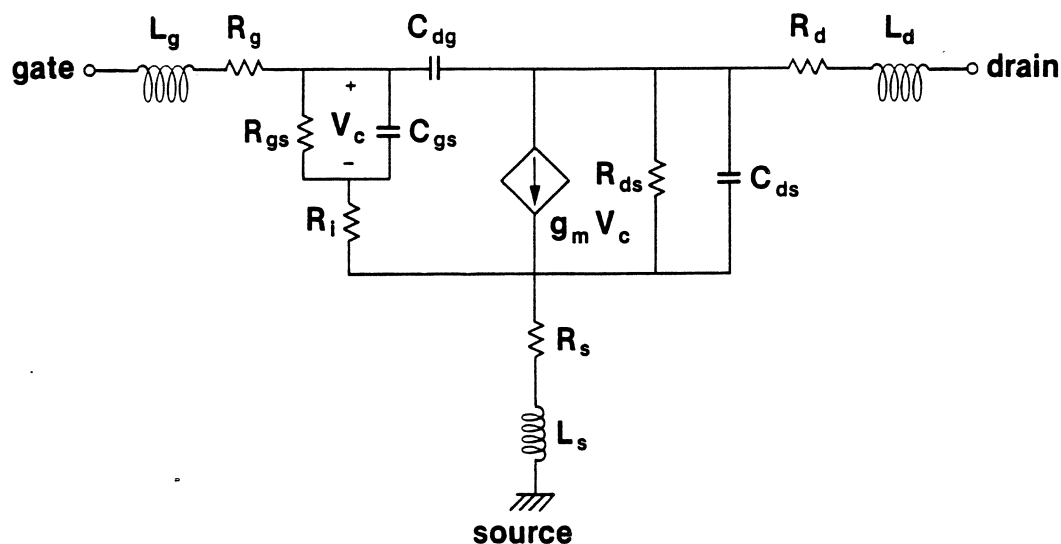 L_g R_g C_dg R_d L_d
gate drain
+
R_gs V_c C_gs
−
R_i R_ds C_ds
g_m V_c
R_s
L_s
source